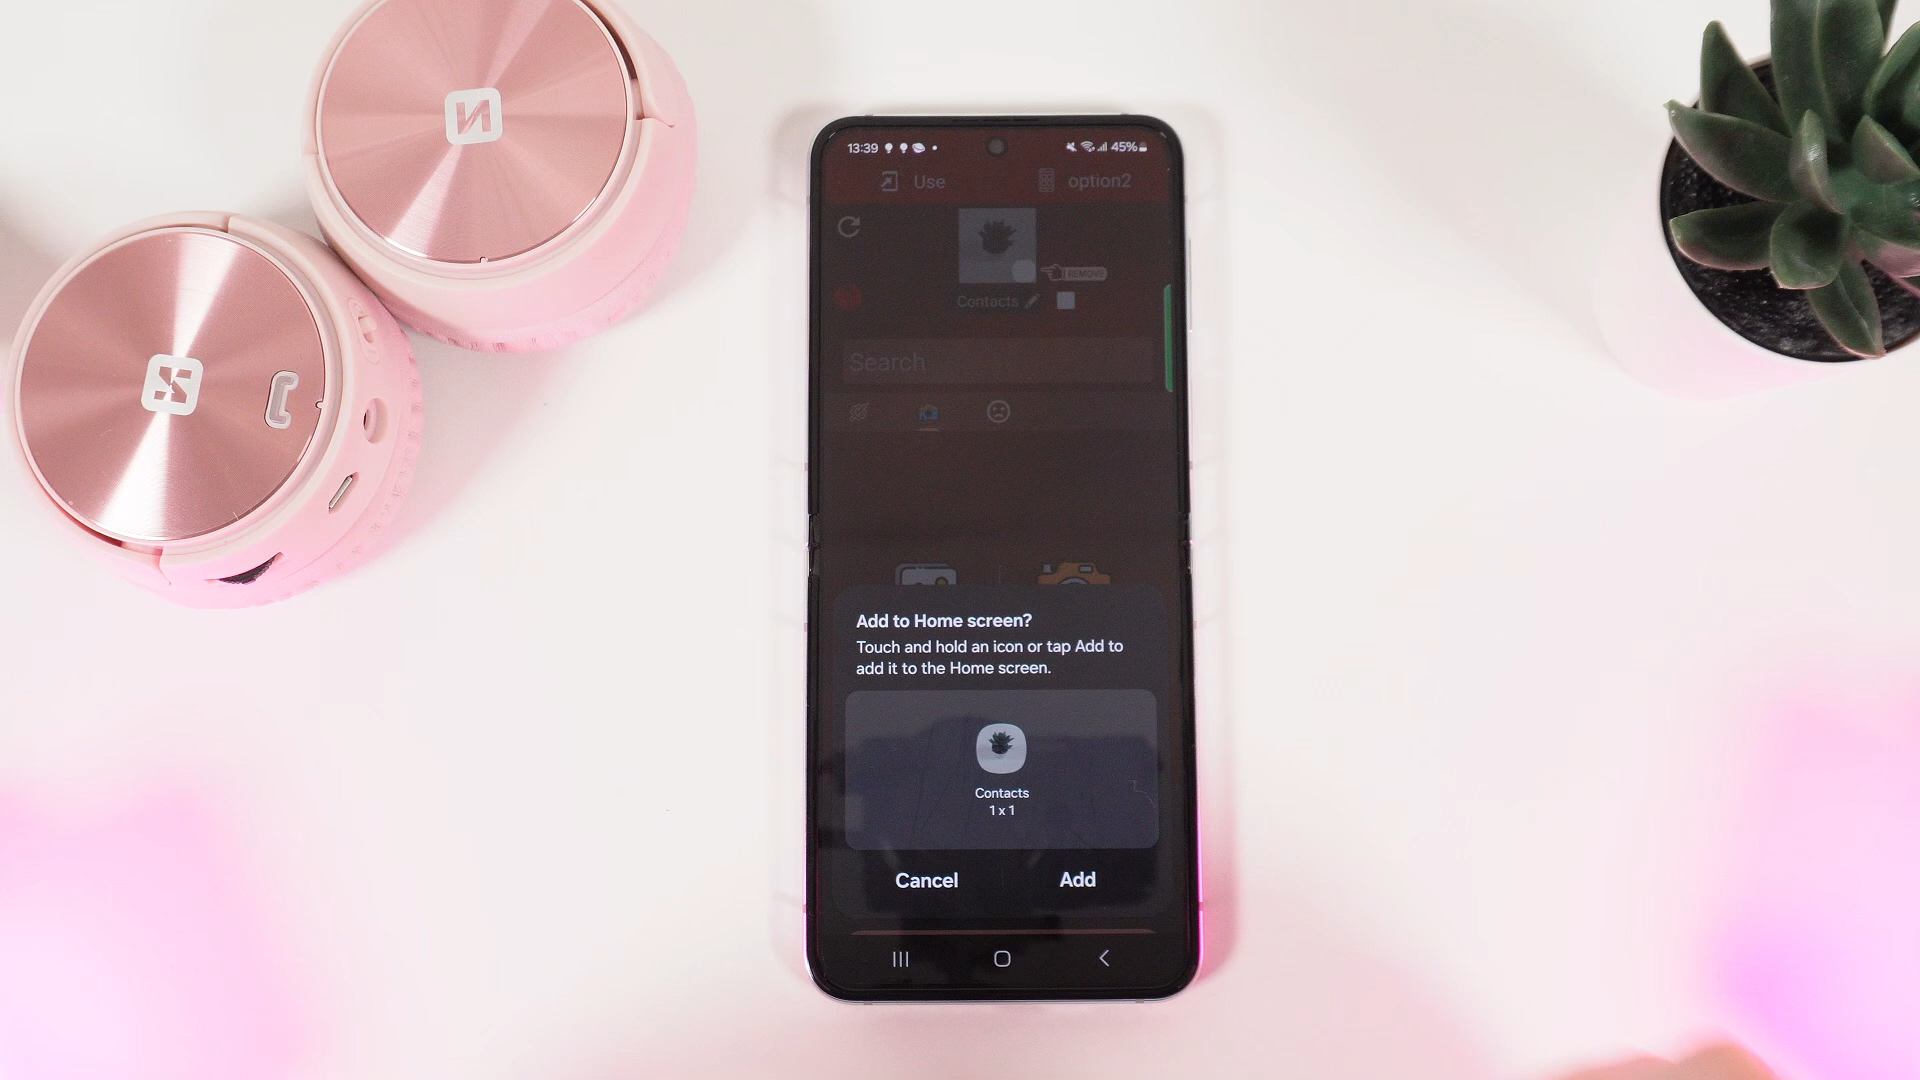 13:39
45%
Use
option2
REMOVE
Contacts
Search
Add to Home screen?
Touch and hold an icon or tap Add to
add it to the Home screen.
Contacts
1 x 1
Cancel
Add